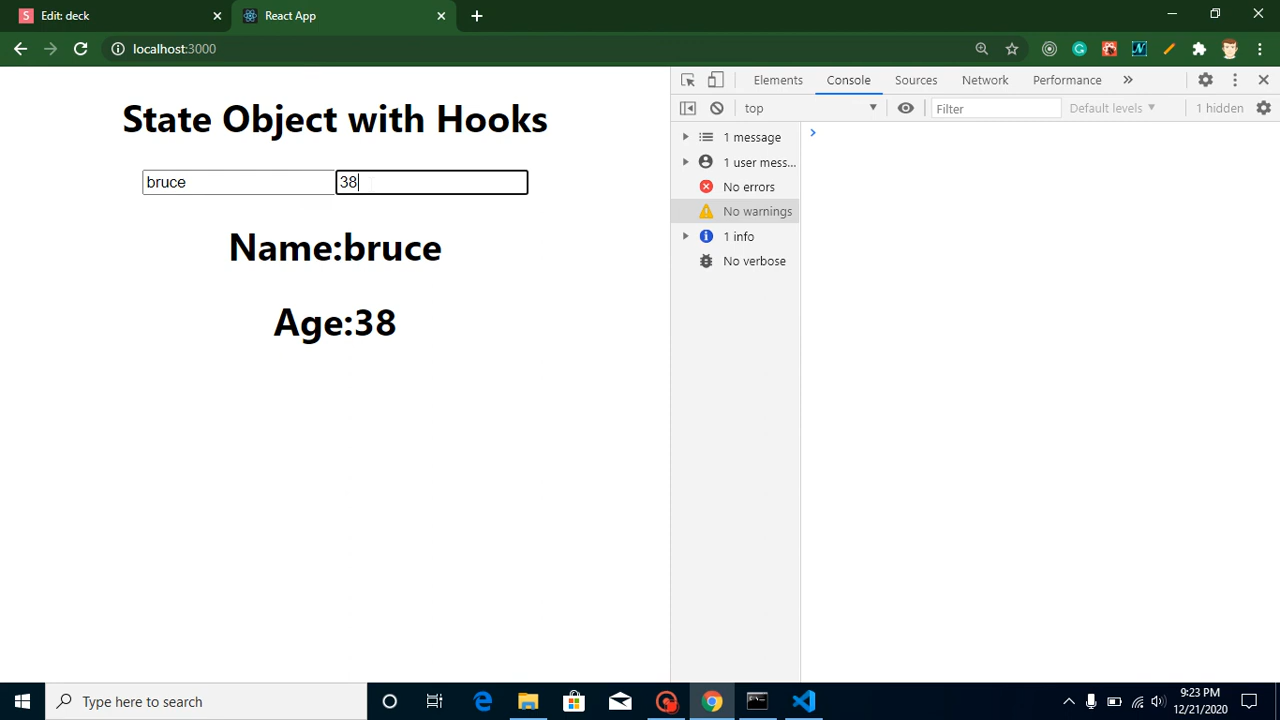 Edit: deck
React App
localhost:3000
Elements
Console
Sources
Network
Performance
top
Filter
Default levels
1 hidden
State Object with Hooks
bruce
38
Name:bruce
Age:38
1 message
1 user mess...
No errors
No warnings
1 info
No verbose
Type here to search
9:23 PM
12/21/2020